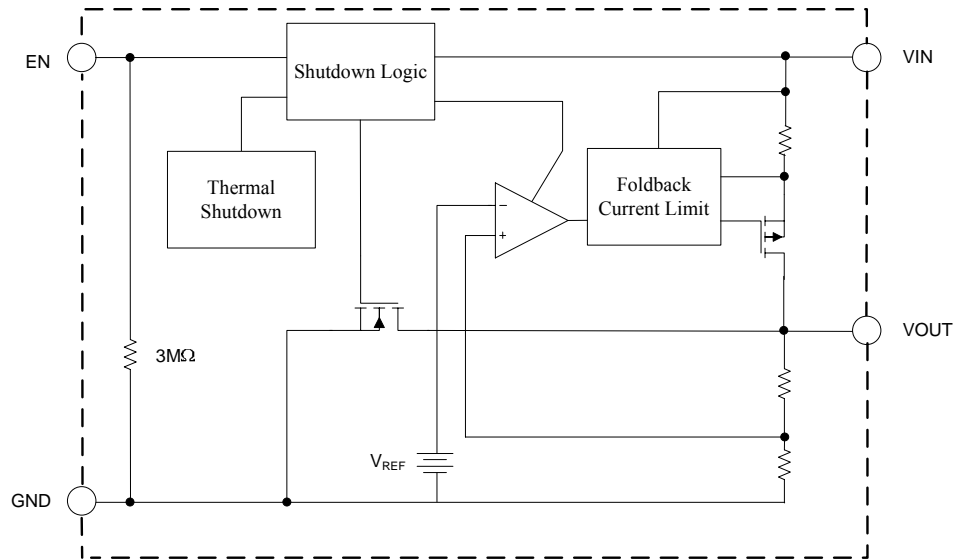 EN
Shutdown Logic
VIN
Thermal
Shutdown
Foldback
Current Limit
−
+
VOUT
3MΩ
VREF
GND